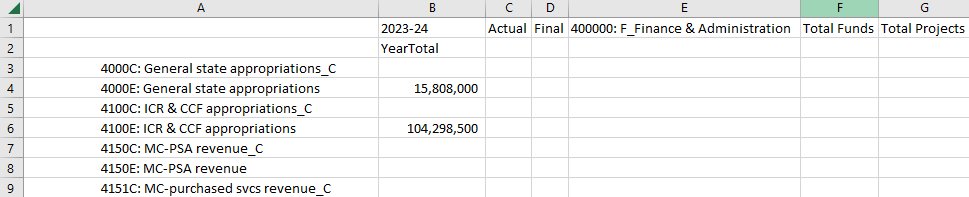 A B C D E F G
1 2023-24 Actual Final 400000: F_Finance & Administration Total Funds Total Projects
2 YearTotal
3 4000C: General state appropriations_C
4 4000E: General state appropriations 15,808,000
5 4100C: ICR & CCF appropriations_C
6 4100E: ICR & CCF appropriations 104,298,500
7 4150C: MC-PSA revenue_C
8 4150E: MC-PSA revenue
9 4151C: MC-purchased svcs revenue_C